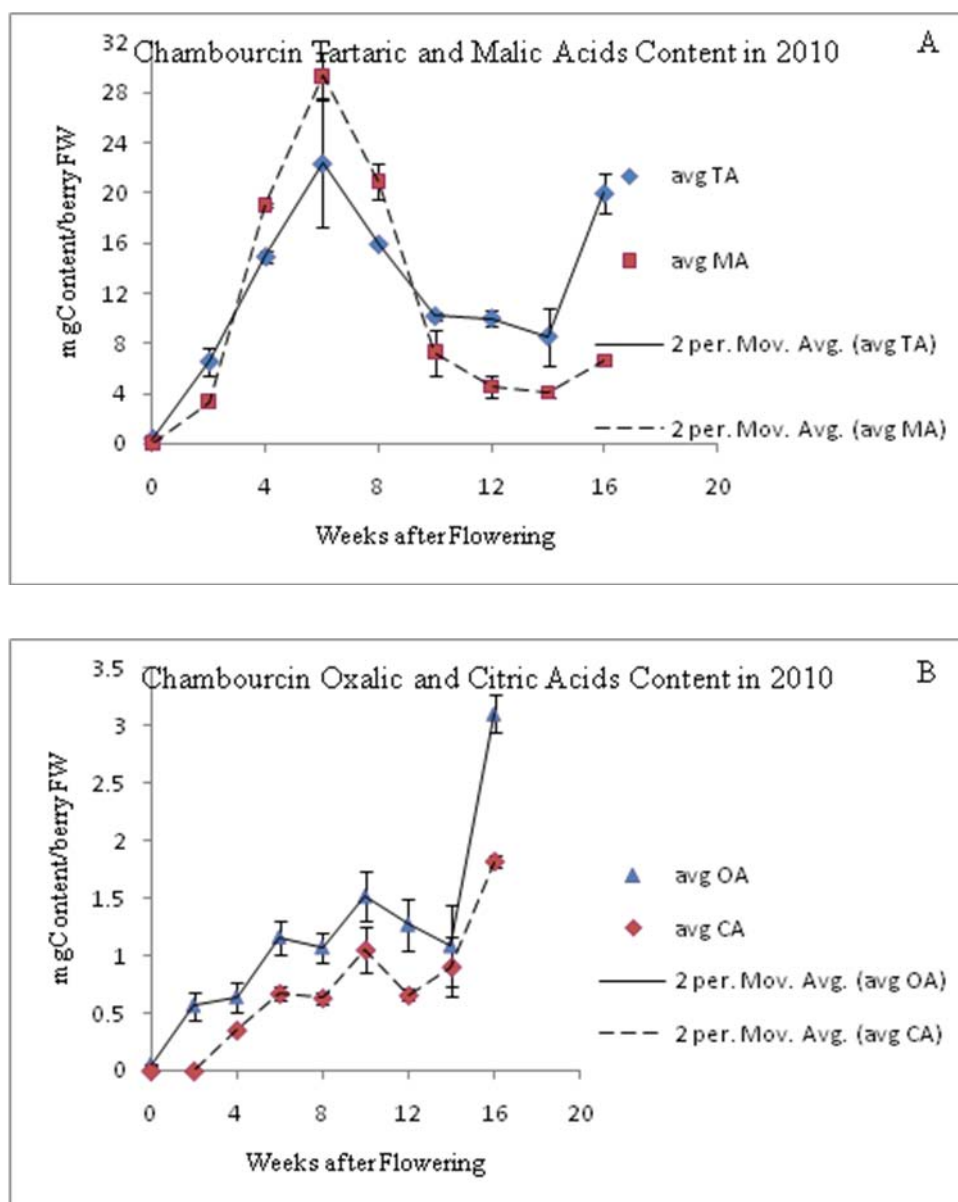 Chambourcin Tartaric and Malic Acids Content in 2010
A
32
28
24
20
16
12
8
4
0
mgContent/berryFW
0 4 8 12 16 20
Weeks after Flowering
avg TA
avg MA
2 per. Mov. Avg. (avg TA)
2 per. Mov. Avg. (avg MA)
Chambourcin Oxalic and Citric Acids Content in 2010
B
3.5
3
2.5
2
1.5
1
0.5
0
mgContent/berryFW
0 4 8 12 16 20
Weeks after Flowering
avg OA
avg CA
2 per. Mov. Avg. (avg OA)
2 per. Mov. Avg. (avg CA)